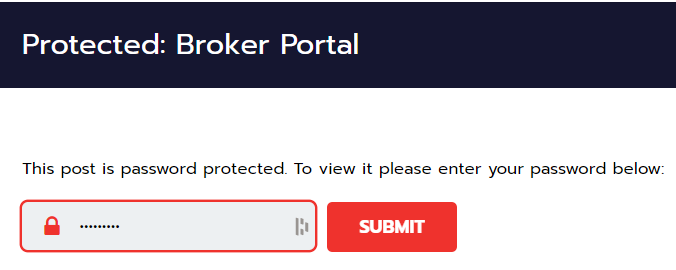 Protected: Broker Portal
This post is password protected. To view it please enter your password below:
••••••••• SUBMIT